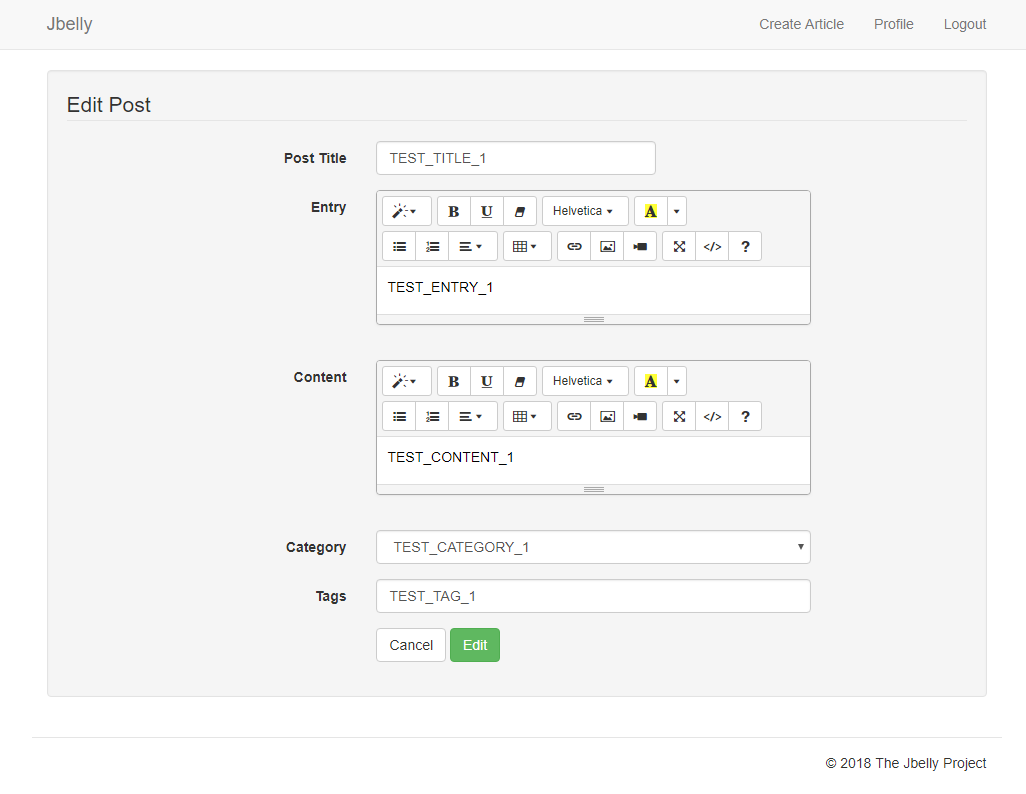 Jbelly Create Article Profile Logout
Edit Post
Post Title TEST_TITLE_1
Entry
B U Helvetica A
</> ?
TEST_ENTRY_1
Content
B U Helvetica A
</> ?
TEST_CONTENT_1
Category TEST_CATEGORY_1
Tags TEST_TAG_1
Cancel Edit
© 2018 The Jbelly Project